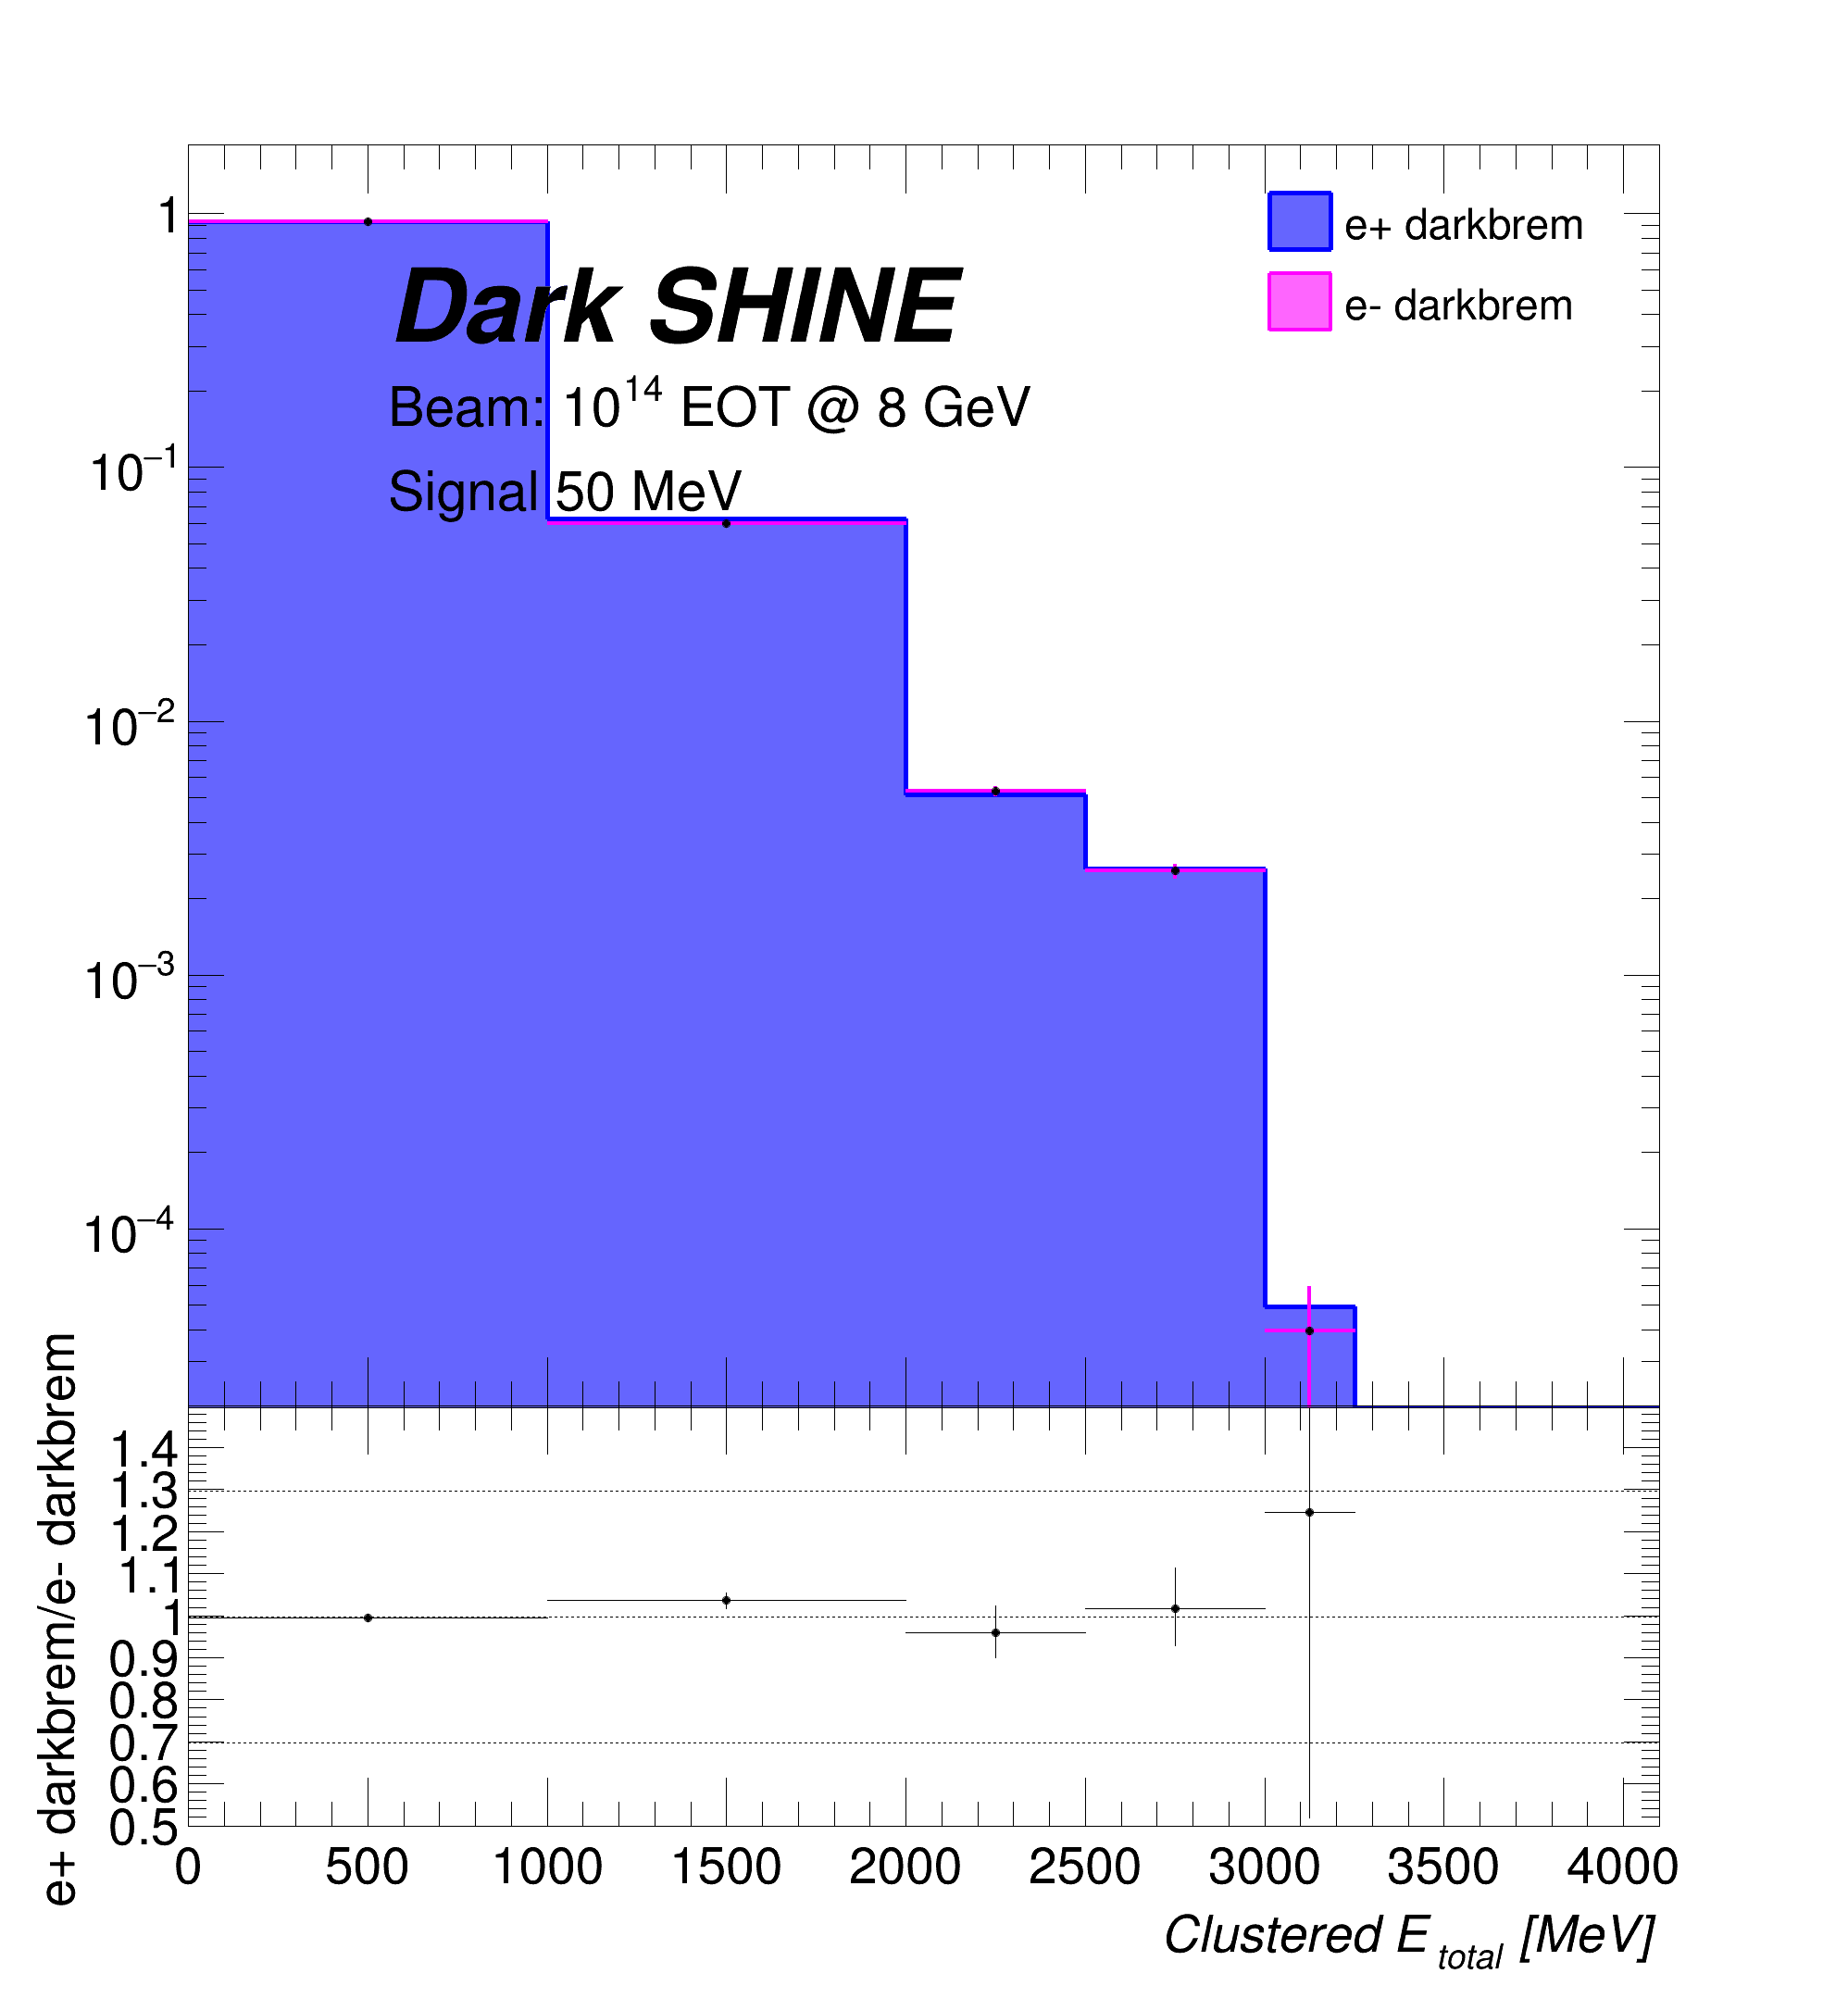 e+ darkbrem
e- darkbrem
Dark SHINE
Beam: 10^14 EOT @ 8 GeV
Signal 50 MeV
1
10^−1
10^−2
10^−3
10^−4
e+ darkbrem/e- darkbrem
1.4
1.3
1.2
1.1
1
0.9
0.8
0.7
0.6
0.5
0 500 1000 1500 2000 2500 3000 3500 4000
Clustered E_total [MeV]